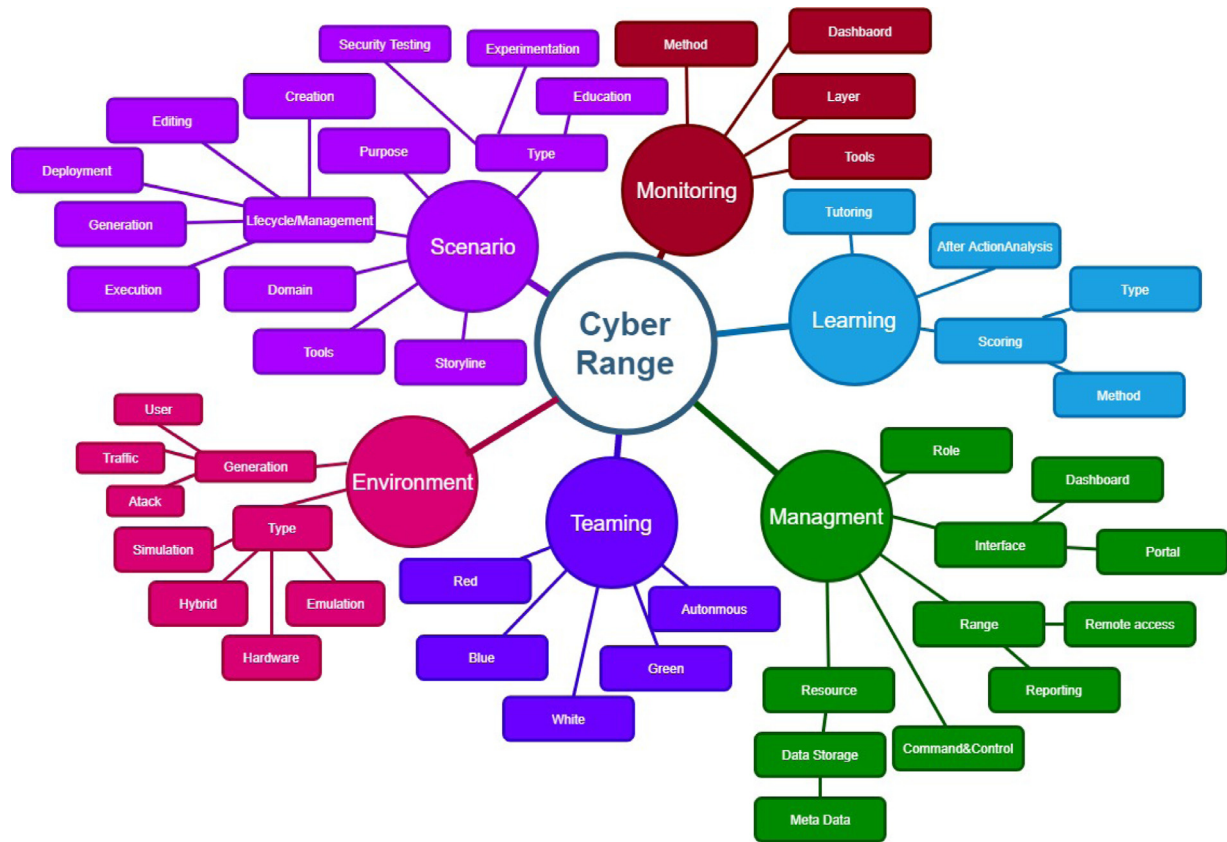 Security Testing
Experimentation
Education
Creation
Editing
Purpose
Type
Deployment
Generation
Lfecycle/Management
Execution
Domain
Tools
Storyline
Scenario
Method
Dashbaord
Layer
Tools
Monitoring
Tutoring
After ActionAnalysis
Type
Scoring
Method
Learning
Cyber
Range
User
Traffic
Generation
Atack
Environment
Type
Simulation
Hybrid
Emulation
Hardware
Teaming
Red
Autonmous
Blue
Green
White
Managment
Role
Dashboard
Interface
Portal
Range
Remote access
Reporting
Resource
Command&Control
Data Storage
Meta Data